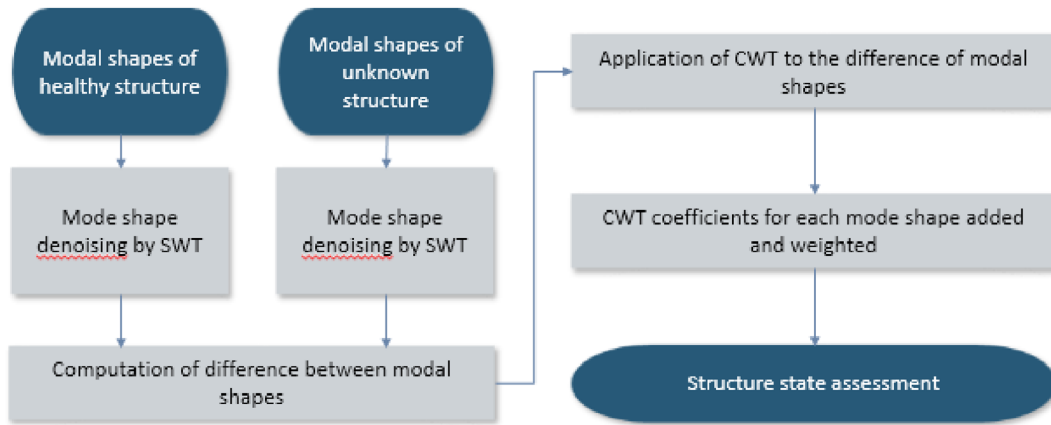 Modal shapes of
healthy structure
Modal shapes of
unknown
structure
Mode shape
denoising by SWT
Mode shape
denoising by SWT
Computation of difference between modal
shapes
Application of CWT to the difference of modal
shapes
CWT coefficients for each mode shape added
and weighted
Structure state assessment